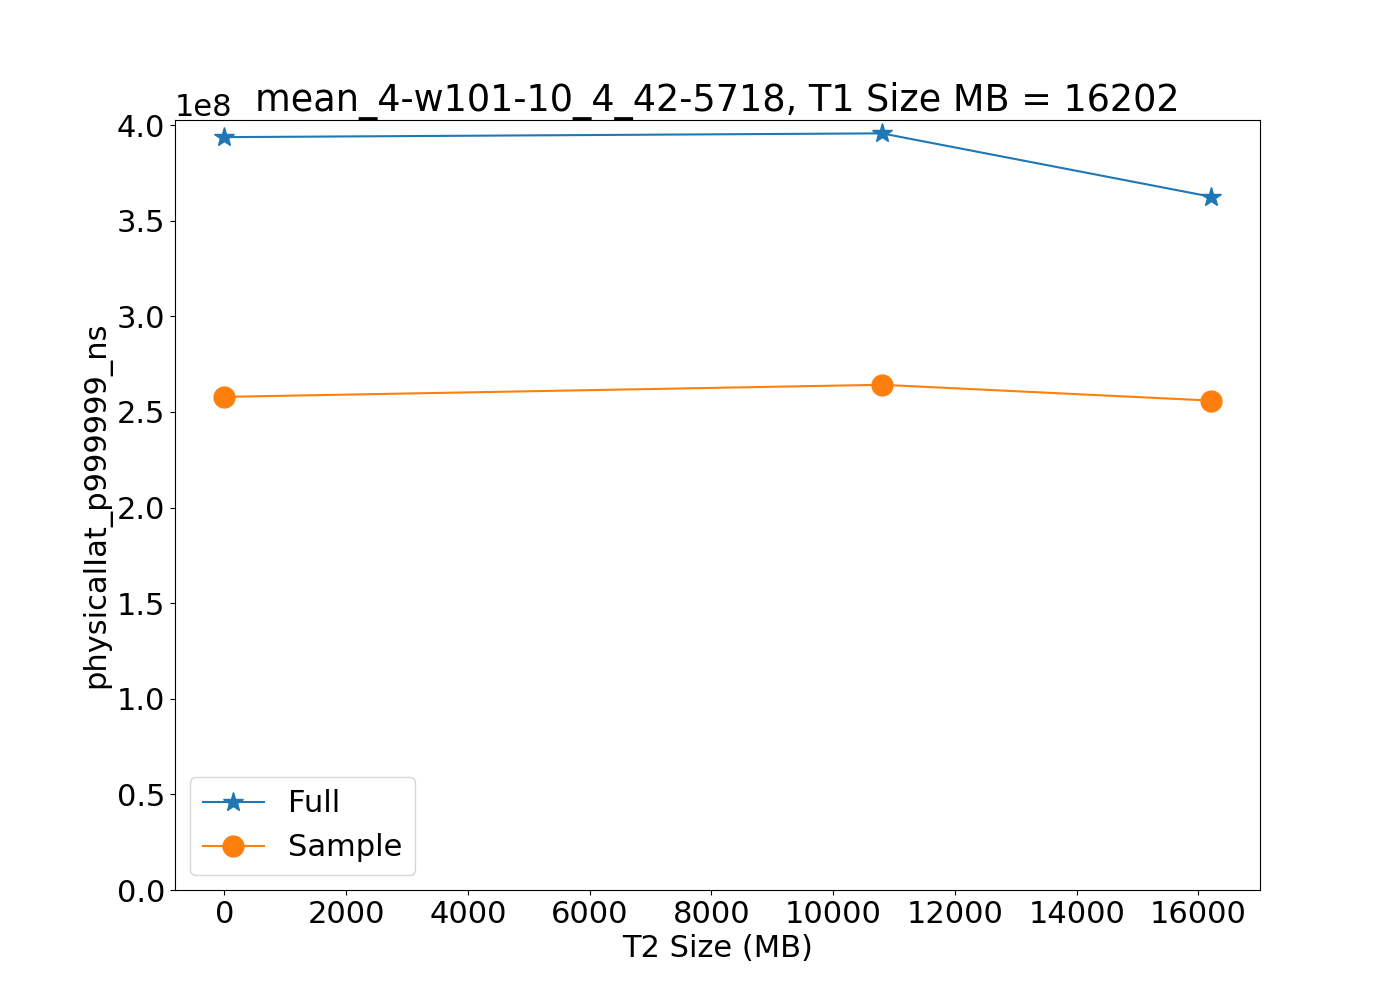 1e8 mean_4-w101-10_4_42-5718, T1 Size MB = 16202
4.0
3.5
3.0
2.5
2.0
1.5
1.0
0.5
0.0
physicallat_p999999_ns
Full
Sample
0 2000 4000 6000 8000 10000 12000 14000 16000
T2 Size (MB)